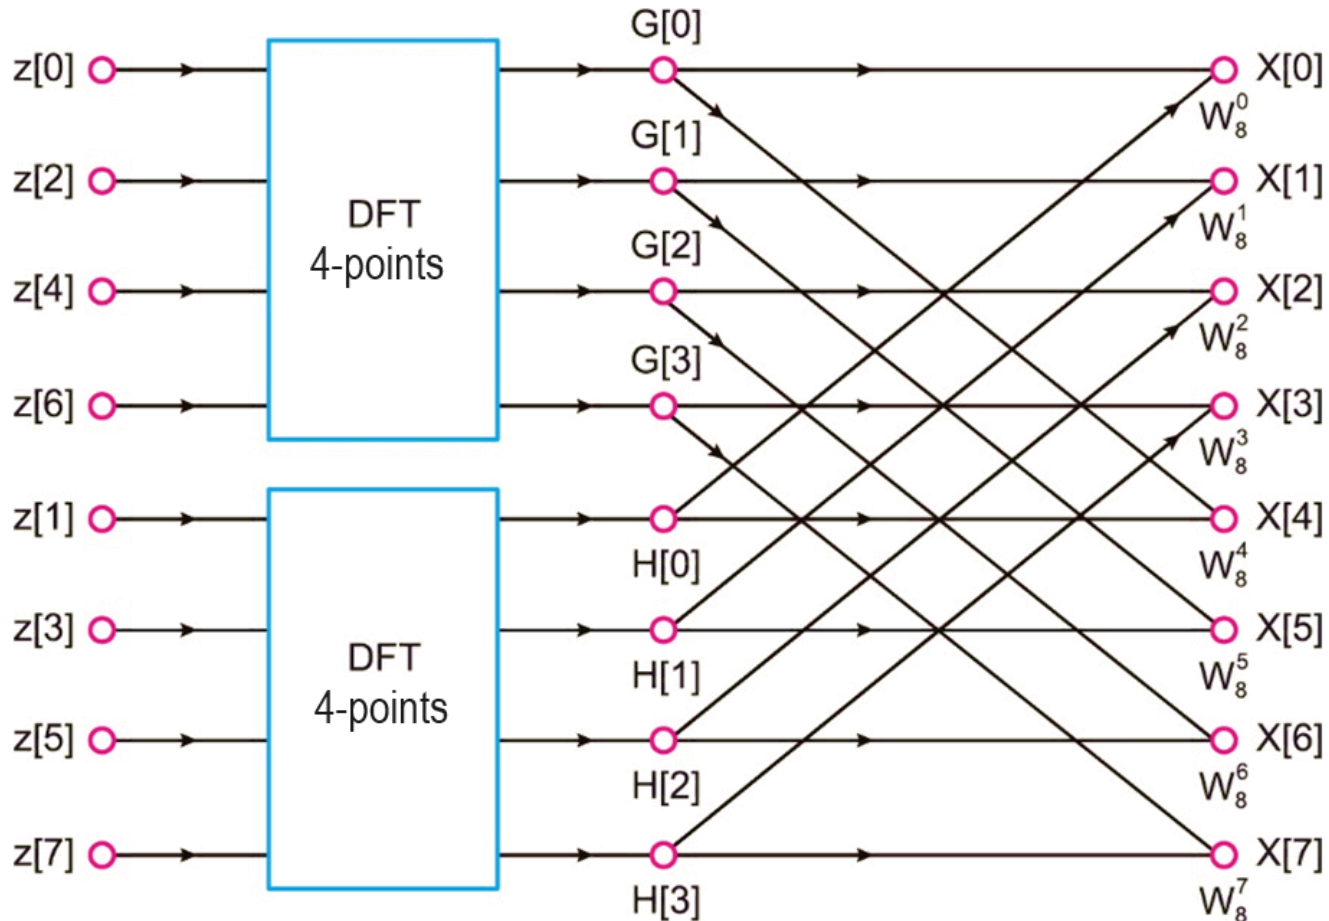 G[0]
z[0]
X[0]
W₈⁰
G[1]
z[2]
X[1]
W₈¹
DFT
4-points
G[2]
z[4]
X[2]
W₈²
G[3]
z[6]
X[3]
W₈³
z[1]
X[4]
H[0]
W₈⁴
z[3]
X[5]
DFT
4-points
H[1]
W₈⁵
z[5]
X[6]
H[2]
W₈⁶
z[7]
X[7]
H[3]
W₈⁷